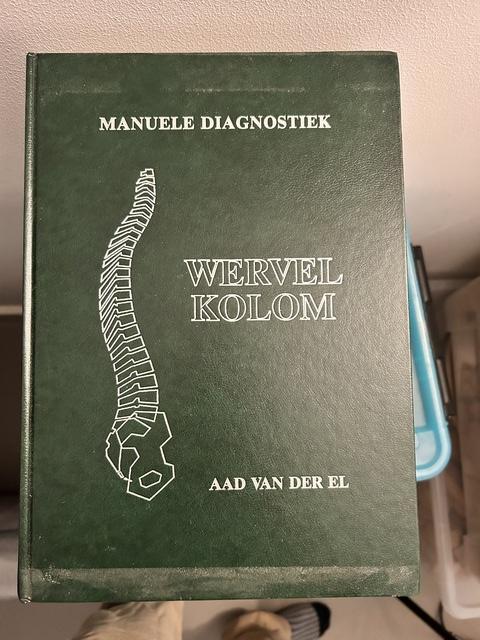 MANUELE DIAGNOSTIEK
WERVEL
KOLOM
AAD VAN DER EL